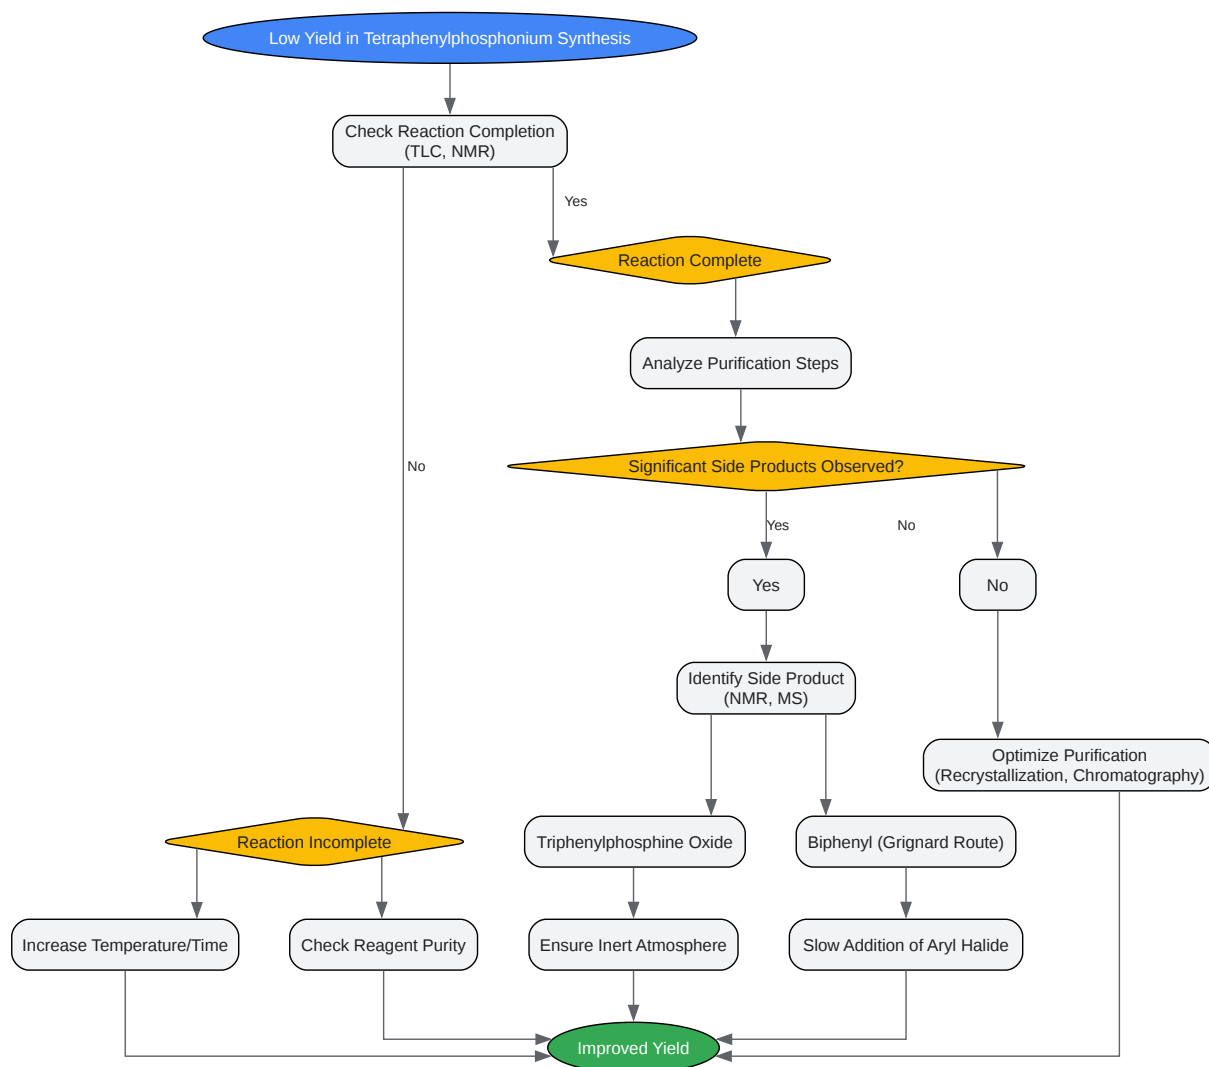 Low Yield in Tetraphenylphosphonium Synthesis
Check Reaction Completion
(TLC, NMR)
Yes
Reaction Complete
Analyze Purification Steps
No
Significant Side Products Observed?
Yes
No
Yes
No
Identify Side Product
(NMR, MS)
Optimize Purification
(Recrystallization, Chromatography)
Reaction Incomplete
Triphenylphosphine Oxide
Biphenyl (Grignard Route)
Increase Temperature/Time
Check Reagent Purity
Ensure Inert Atmosphere
Slow Addition of Aryl Halide
Improved Yield